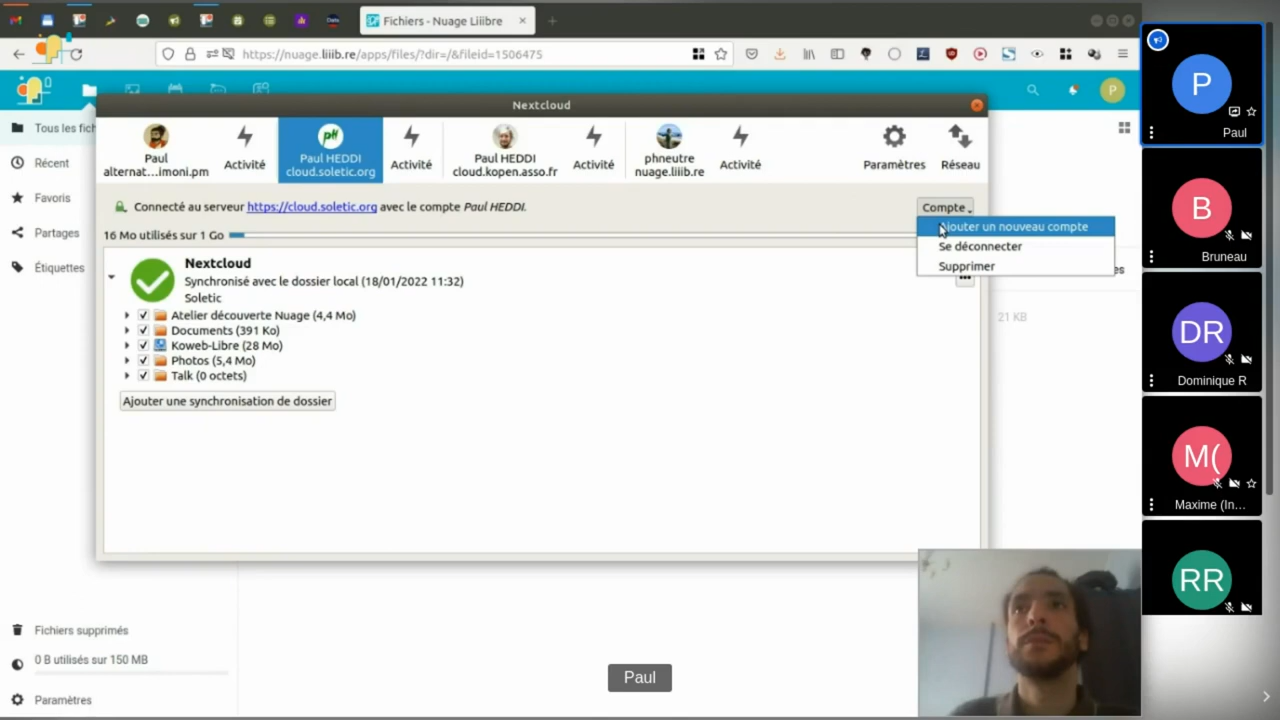 Fichiers - Nuage Liiibre
https://nuage.liiib.re/apps/files/?dir=/&fileid=1506475
Nextcloud
Tous les fich
Récent
Favoris
Partages
Étiquettes
Fichiers supprimés
0 B utilisés sur 150 MB
Paramètres
Paul
alternat...imoni.pm
Activité
pH
Paul HEDDI
cloud.soletic.org
Activité
Paul HEDDI
cloud.kopen.asso.fr
Activité
phneutre
nuage.liiib.re
Activité
Paramètres
Réseau
Connecté au serveur https://cloud.soletic.org avec le compte Paul HEDDI.
Compte
Ajouter un nouveau compte
Se déconnecter
Supprimer
16 Mo utilisés sur 1 Go
Nextcloud
Synchronisé avec le dossier local (18/01/2022 11:32)
Soletic
Atelier découverte Nuage (4,4 Mo)
Documents (391 Ko)
Koweb-Libre (28 Mo)
Photos (5,4 Mo)
Talk (0 octets)
Ajouter une synchronisation de dossier
es
21 KB
P
P
Paul
B
Bruneau
DR
Dominique R
M(
Maxime (In...
RR
Paul